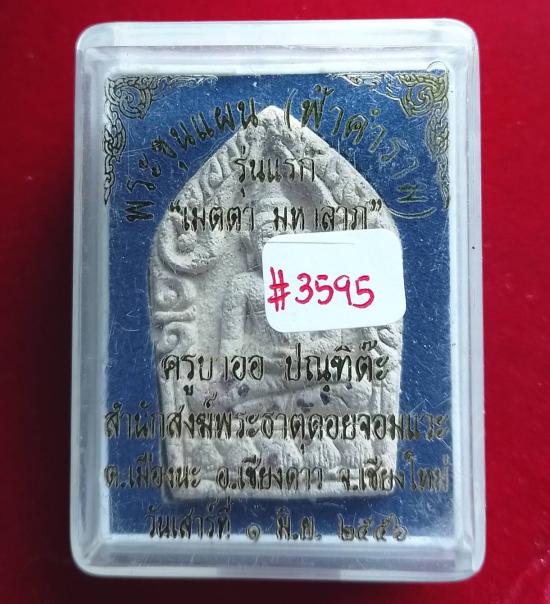 พระขุนแผน (ฟ้าคำราม)
รุ่นแรก
"เมตตา มหาลาภ"
#3595
ครูบาออ ปณฺฑิต๊ะ
สำนักสงฆ์พระธาตุดอยจอมแวะ
ต.เมืองนะ อ.เชียงดาว จ.เชียงใหม่
วันเสาร์ที่ ๑ มิ.ย. ๒๕๕๖